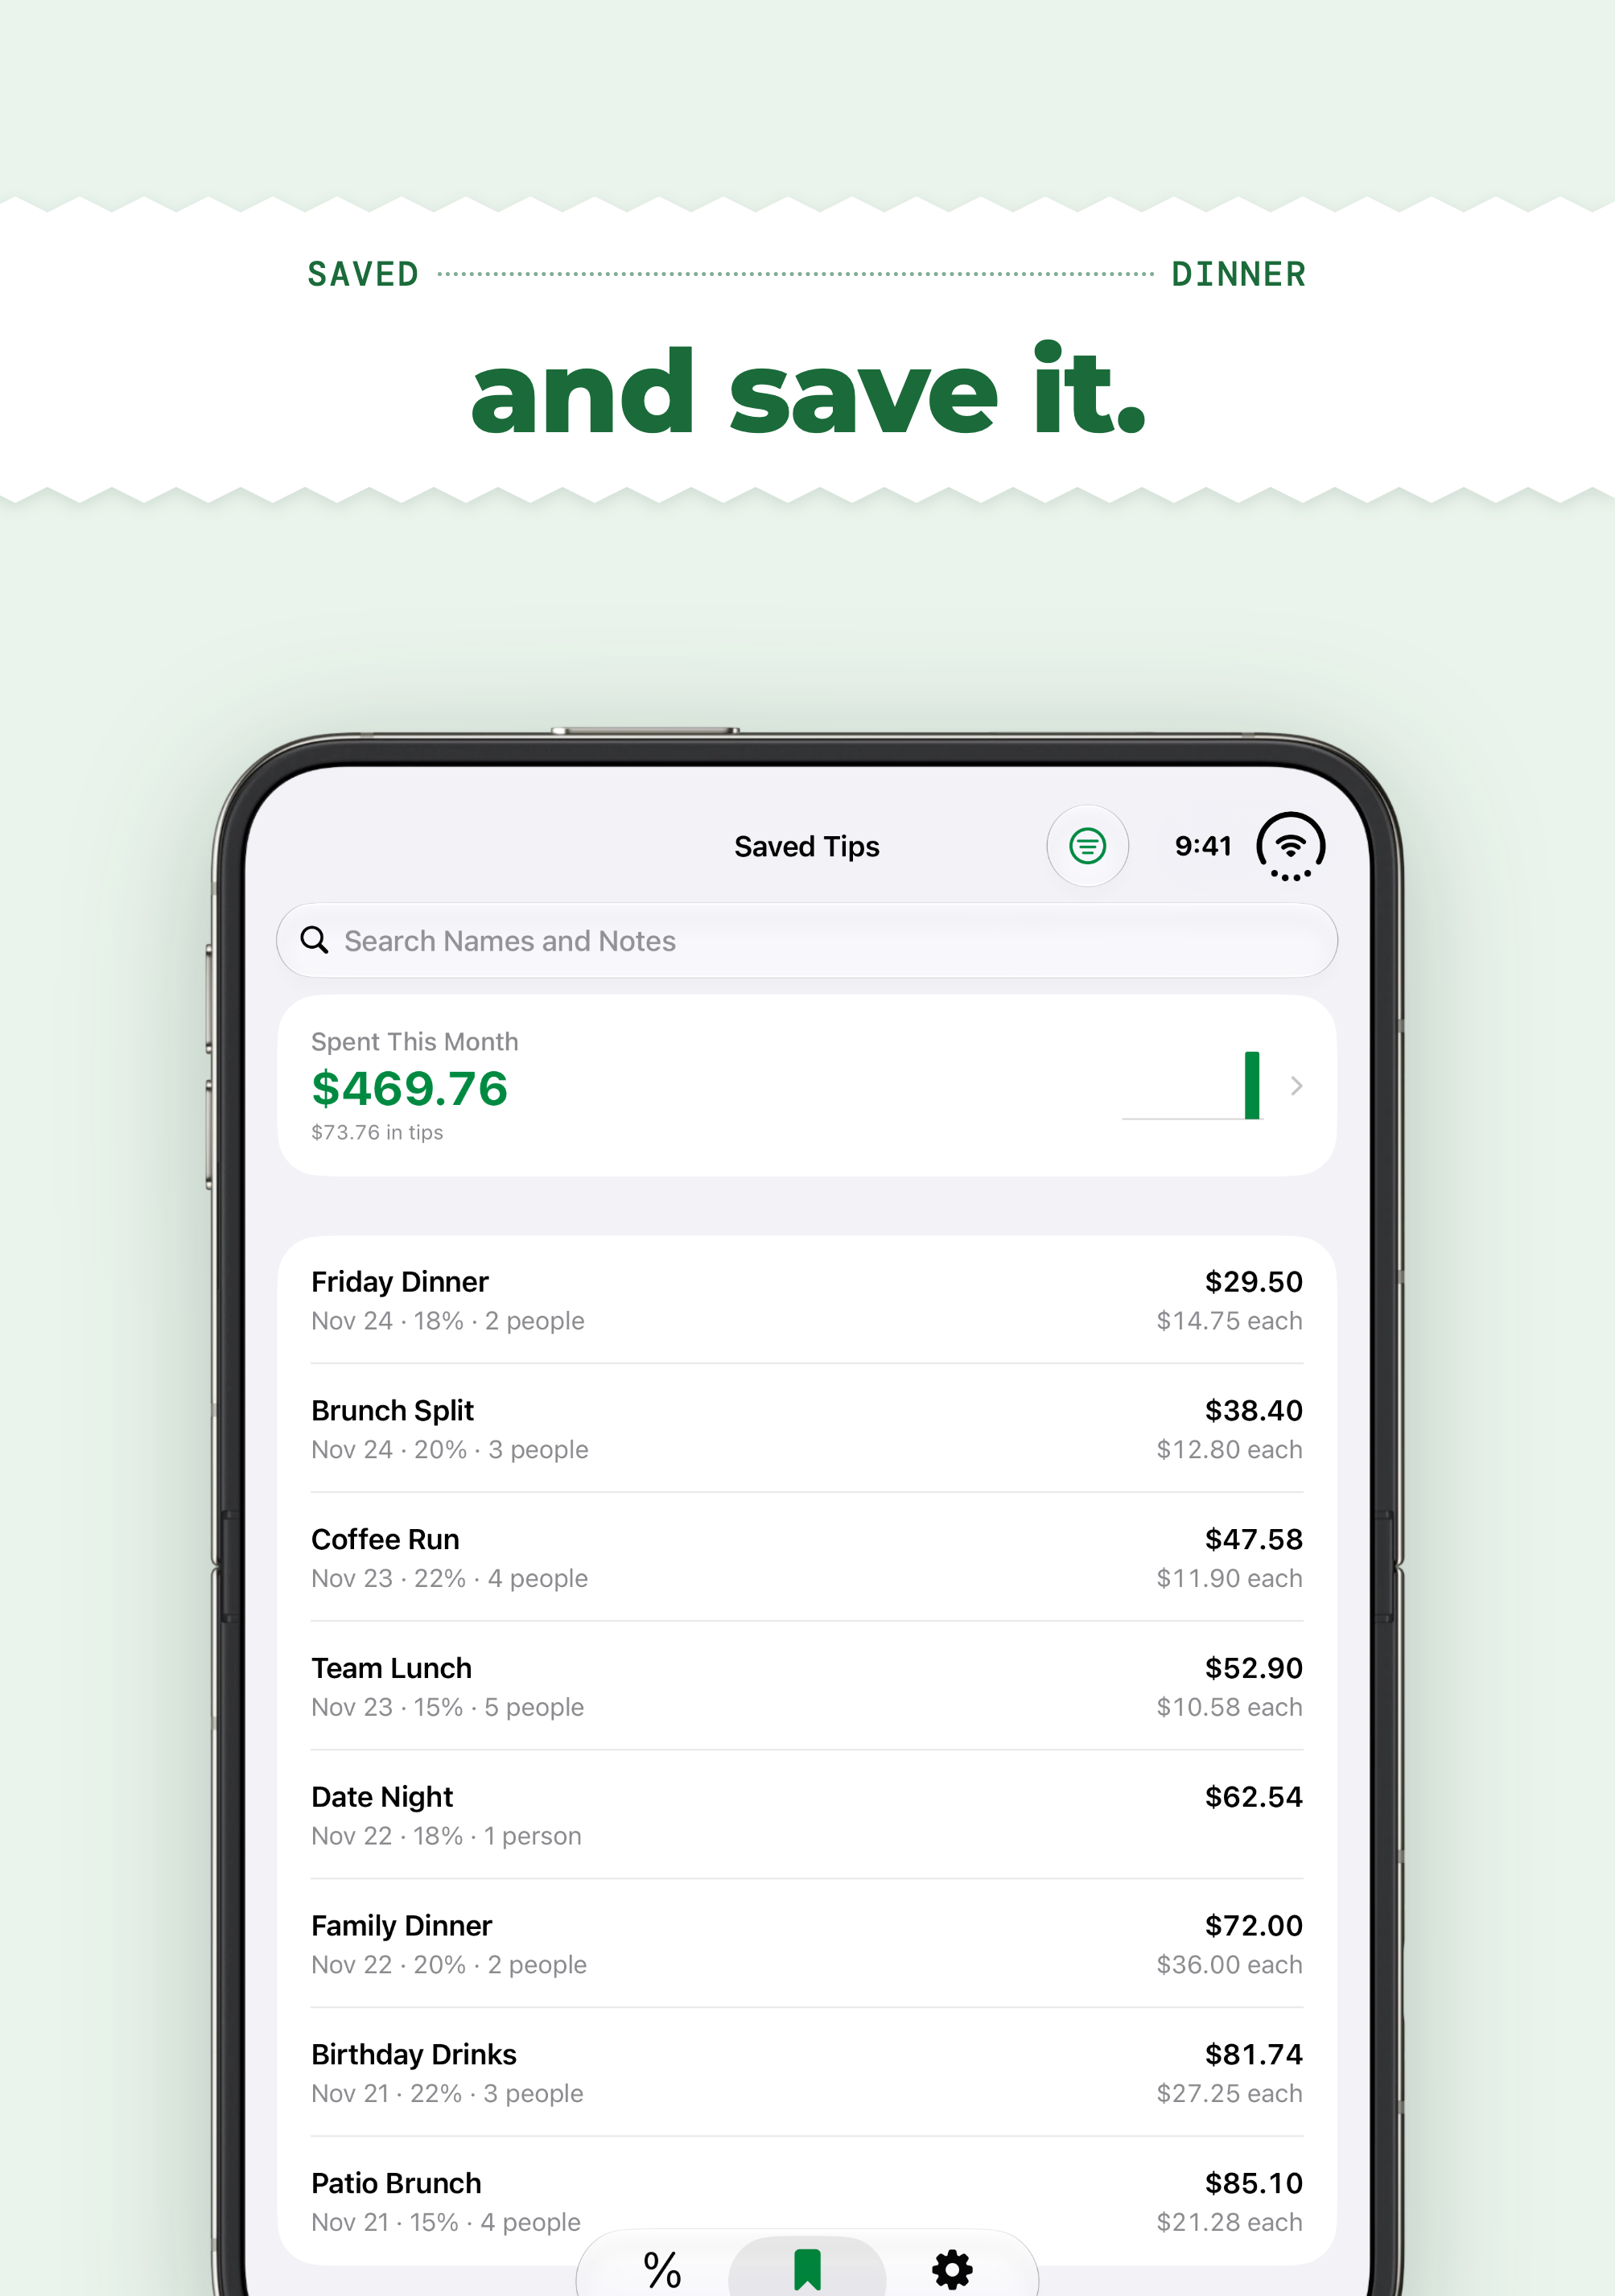 SAVED DINNER
and save it.
Saved Tips 9:41
Search Names and Notes
Spent This Month
$469.76
$73.76 in tips
Friday Dinner $29.50
Nov 24 · 18% · 2 people $14.75 each
Brunch Split $38.40
Nov 24 · 20% · 3 people $12.80 each
Coffee Run $47.58
Nov 23 · 22% · 4 people $11.90 each
Team Lunch $52.90
Nov 23 · 15% · 5 people $10.58 each
Date Night $62.54
Nov 22 · 18% · 1 person
Family Dinner $72.00
Nov 22 · 20% · 2 people $36.00 each
Birthday Drinks $81.74
Nov 21 · 22% · 3 people $27.25 each
Patio Brunch $85.10
Nov 21 · 15% · 4 people $21.28 each
%